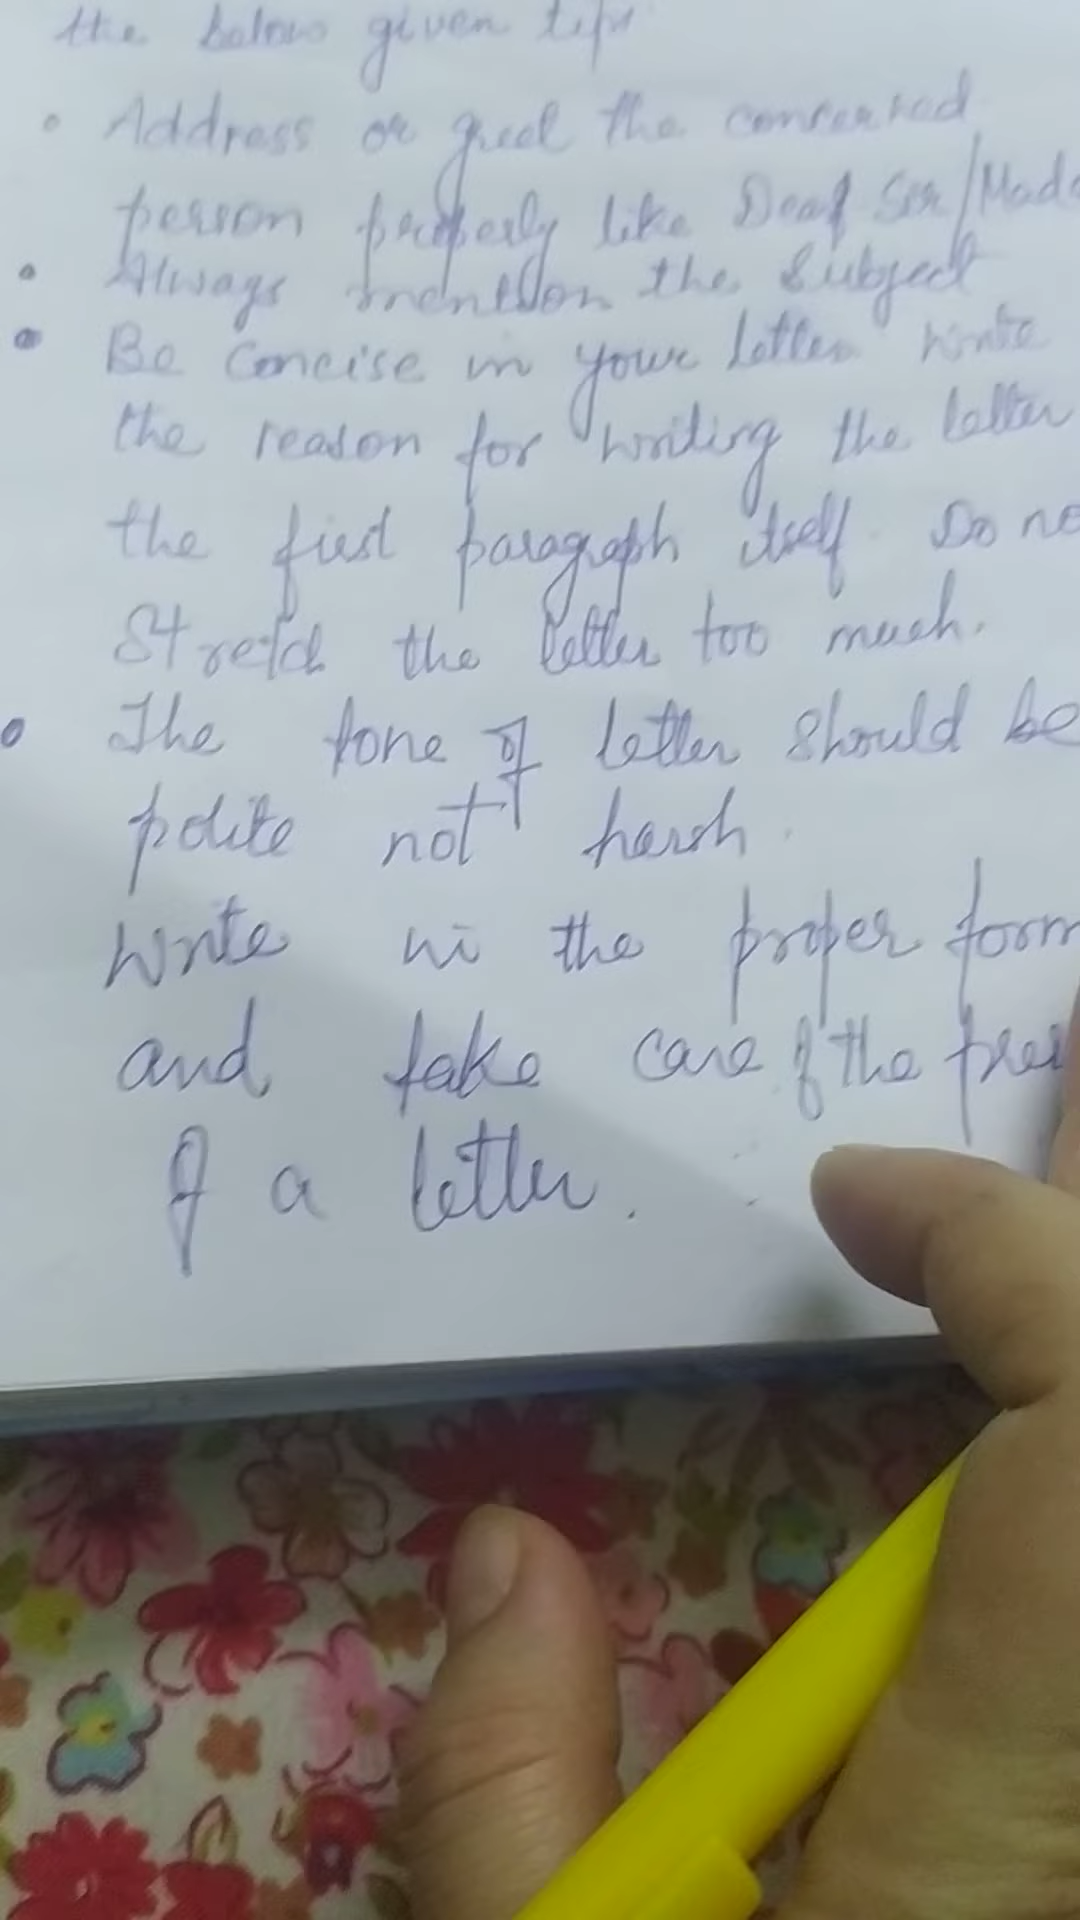 the below given tips
• Address or greet the concerned
person properly like Dear Sir/Mada
• Always mention the Subject
• Be concise in your letter write
the reason for writing the letter
the first paragraph itself. Do no
Stretch the letter too much.
• The tone of letter should be
polite not harsh.
write in the proper form
and take care of the
of a letter.